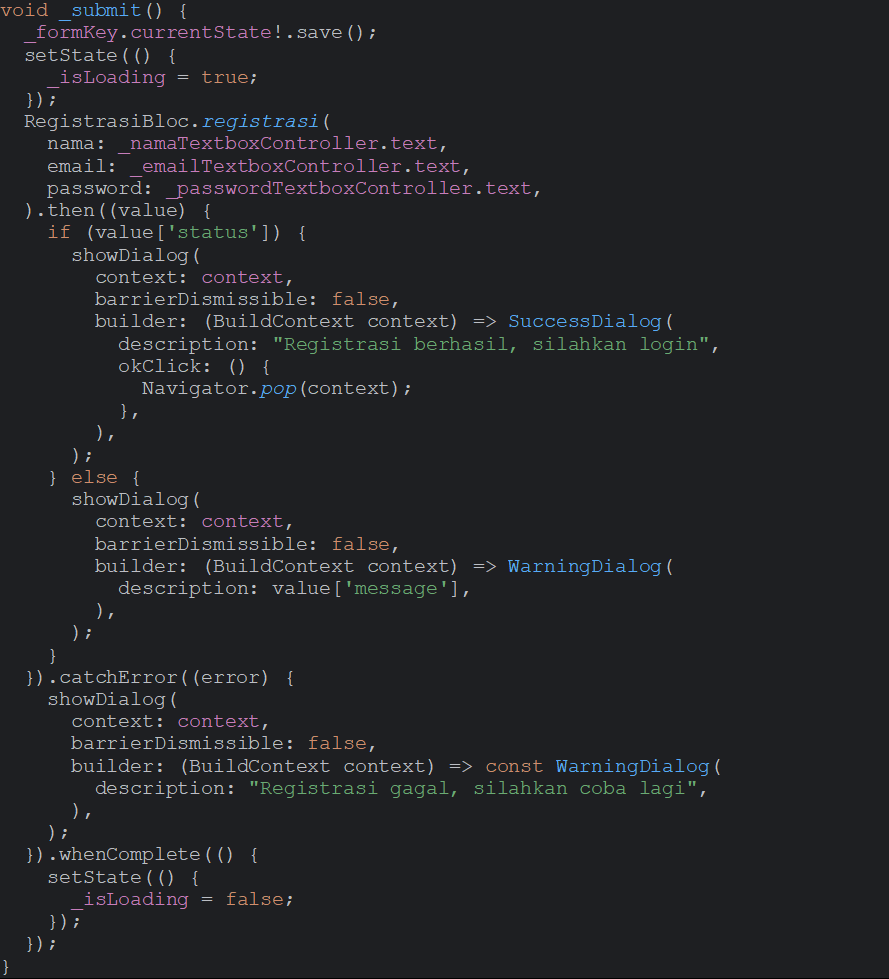 void _submit() {
  _formKey.currentState!.save();
  setState(() {
    _isLoading = true;
  });
  RegistrasiBloc.registrasi(
    nama: _namaTextboxController.text,
    email: _emailTextboxController.text,
    password: _passwordTextboxController.text,
  ).then((value) {
    if (value['status']) {
      showDialog(
        context: context,
        barrierDismissible: false,
        builder: (BuildContext context) => SuccessDialog(
          description: "Registrasi berhasil, silahkan login",
          okClick: () {
            Navigator.pop(context);
          },
        ),
      );
    } else {
      showDialog(
        context: context,
        barrierDismissible: false,
        builder: (BuildContext context) => WarningDialog(
          description: value['message'],
        ),
      );
    }
  }).catchError((error) {
    showDialog(
      context: context,
      barrierDismissible: false,
      builder: (BuildContext context) => const WarningDialog(
        description: "Registrasi gagal, silahkan coba lagi",
      ),
    );
  }).whenComplete(() {
    setState(() {
      _isLoading = false;
    });
  });
}